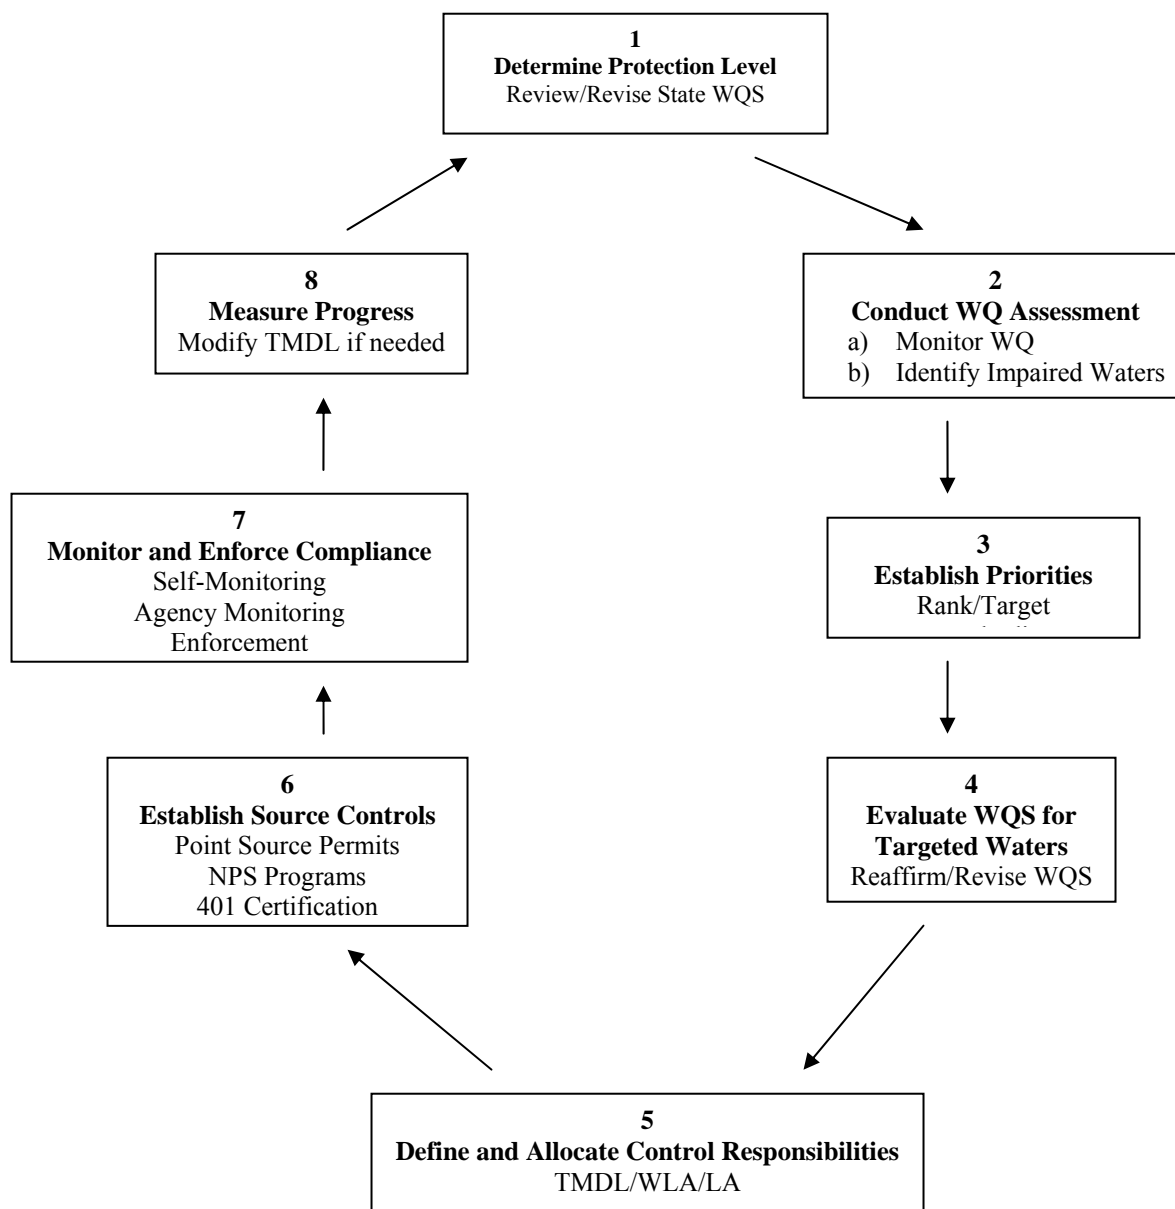 1
Determine Protection Level
Review/Revise State WQS
2
Conduct WQ Assessment
a) Monitor WQ
b) Identify Impaired Waters
3
Establish Priorities
Rank/Target
4
Evaluate WQS for
Targeted Waters
Reaffirm/Revise WQS
5
Define and Allocate Control Responsibilities
TMDL/WLA/LA
6
Establish Source Controls
Point Source Permits
NPS Programs
401 Certification
7
Monitor and Enforce Compliance
Self-Monitoring
Agency Monitoring
Enforcement
8
Measure Progress
Modify TMDL if needed